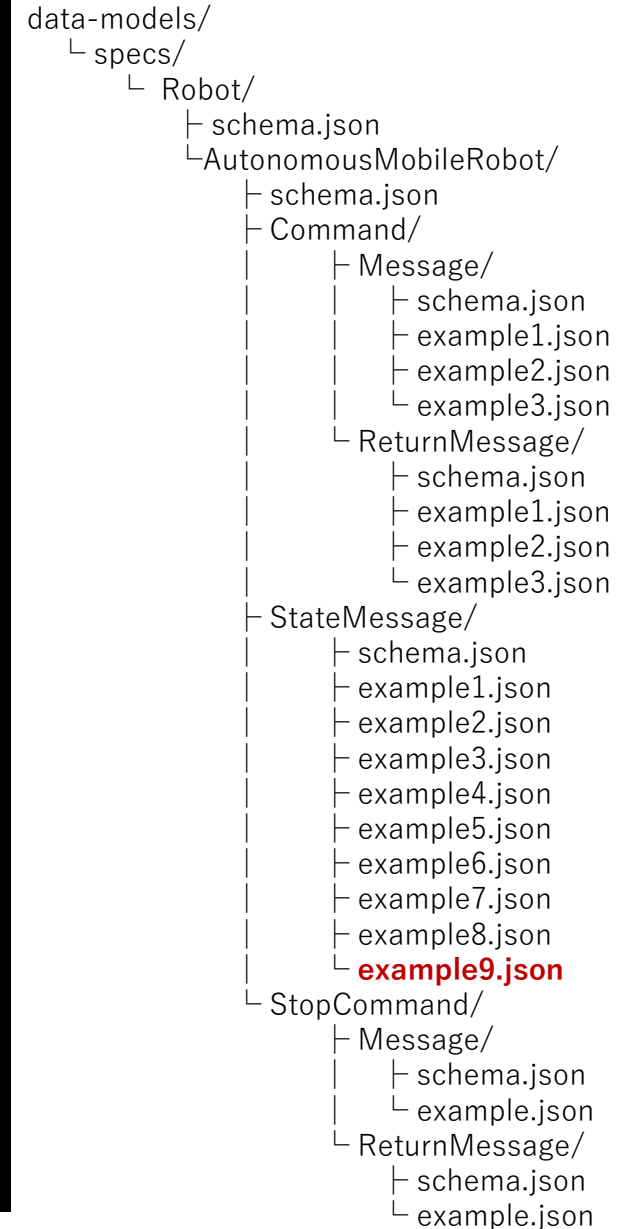 data-models/
└ specs/
└ Robot/
├ schema.json
└AutonomousMobileRobot/
├ schema.json
├ Command/
│ ├ Message/
│ │ ├ schema.json
│ │ ├ example1.json
│ │ ├ example2.json
│ │ └ example3.json
│ └ ReturnMessage/
│ ├ schema.json
│ ├ example1.json
│ ├ example2.json
│ └ example3.json
├ StateMessage/
│ ├ schema.json
│ ├ example1.json
│ ├ example2.json
│ ├ example3.json
│ ├ example4.json
│ ├ example5.json
│ ├ example6.json
│ ├ example7.json
│ ├ example8.json
│ └ example9.json
└ StopCommand/
├ Message/
│ ├ schema.json
│ └ example.json
└ ReturnMessage/
├ schema.json
└ example.json